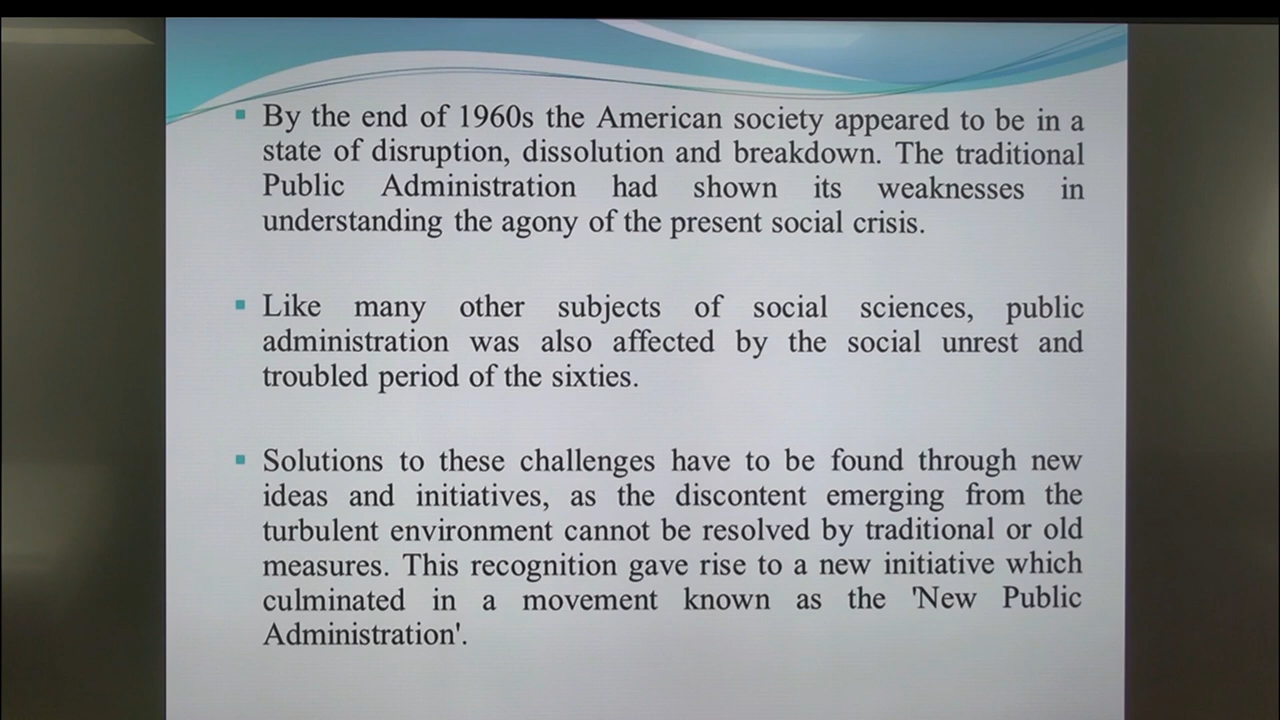 By the end of 1960s the American society appeared to be in a
state of disruption, dissolution and breakdown. The traditional
Public Administration had shown its weaknesses in
understanding the agony of the present social crisis.
Like many other subjects of social sciences, public
administration was also affected by the social unrest and
troubled period of the sixties.
Solutions to these challenges have to be found through new
ideas and initiatives, as the discontent emerging from the
turbulent environment cannot be resolved by traditional or old
measures. This recognition gave rise to a new initiative which
culminated in a movement known as the 'New Public
Administration'.